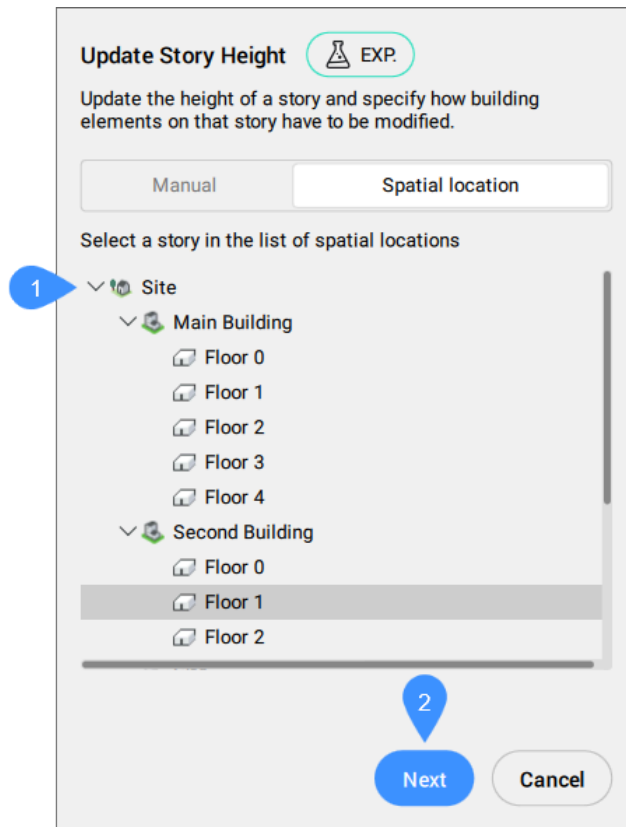 Update Story Height EXP.
Update the height of a story and specify how building
elements on that story have to be modified.
Manual Spatial location
Select a story in the list of spatial locations
1 Site
Main Building
Floor 0
Floor 1
Floor 2
Floor 3
Floor 4
Second Building
Floor 0
Floor 1
Floor 2
2
Next Cancel